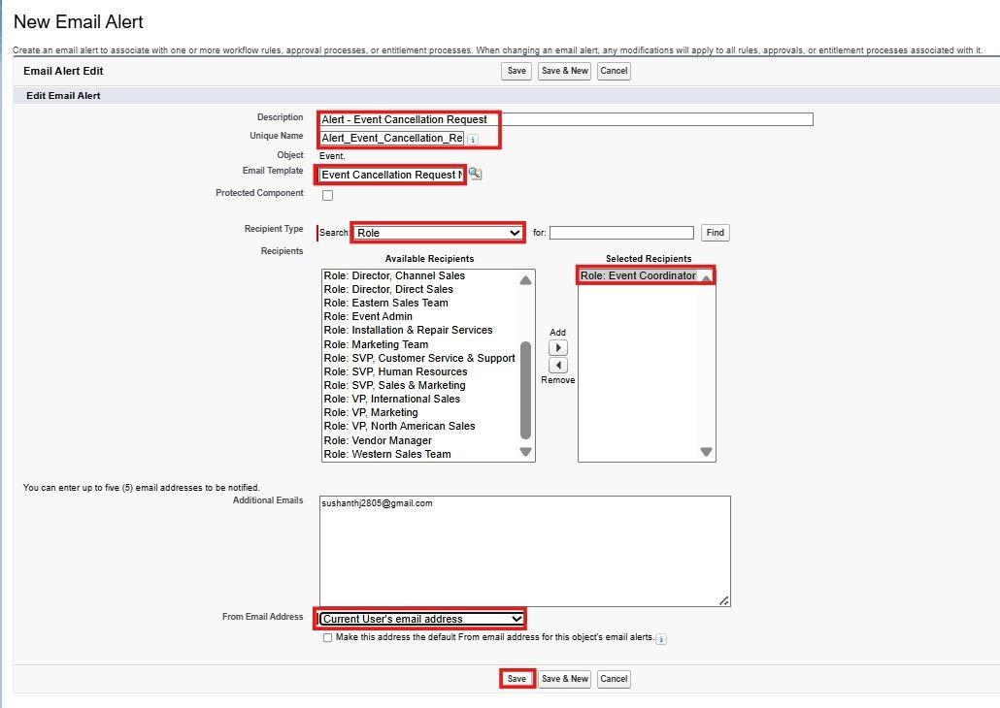 New Email Alert
Create an email alert to associate with one or more workflow rules, approval processes, or entitlement processes. When changing an email alert, any modifications will apply to all rules, approvals, or entitlement processes associated with it.
Email Alert Edit Save Save & New Cancel
Edit Email Alert
Description Alert - Event Cancellation Request
Unique Name Alert_Event_Cancellation_Re i
Object Event.
Email Template Event Cancellation Request N
Protected Component
Recipient Type Search: Role for: Find
Recipients
Available Recipients Selected Recipients
Role: Director, Channel Sales Role: Event Coordinator
Role: Director, Direct Sales
Role: Eastern Sales Team
Role: Event Admin
Role: Installation & Repair Services
Add
Role: Marketing Team
Role: SVP, Customer Service & Support
Role: SVP, Human Resources
Remove
Role: SVP, Sales & Marketing
Role: VP, International Sales
Role: VP, Marketing
Role: VP, North American Sales
Role: Vendor Manager
Role: Western Sales Team
You can enter up to five (5) email addresses to be notified.
Additional Emails sushanthj2805@gmail.com
From Email Address Current User's email address
Make this address the default From email address for this object's email alerts. i
Save Save & New Cancel